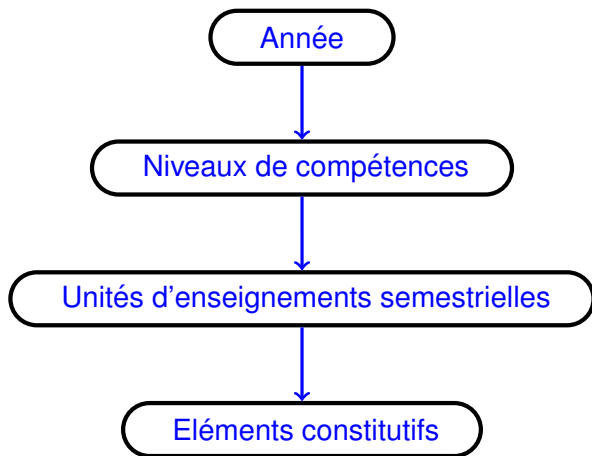 Année
Niveaux de compétences
Unités d'enseignements semestrielles
Eléments constitutifs